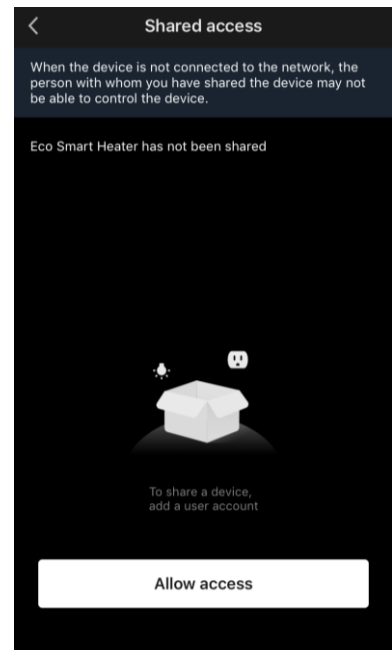 Shared access
When the device is not connected to the network, the
person with whom you have shared the device may not
be able to control the device.
Eco Smart Heater has not been shared
To share a device,
add a user account
Allow access